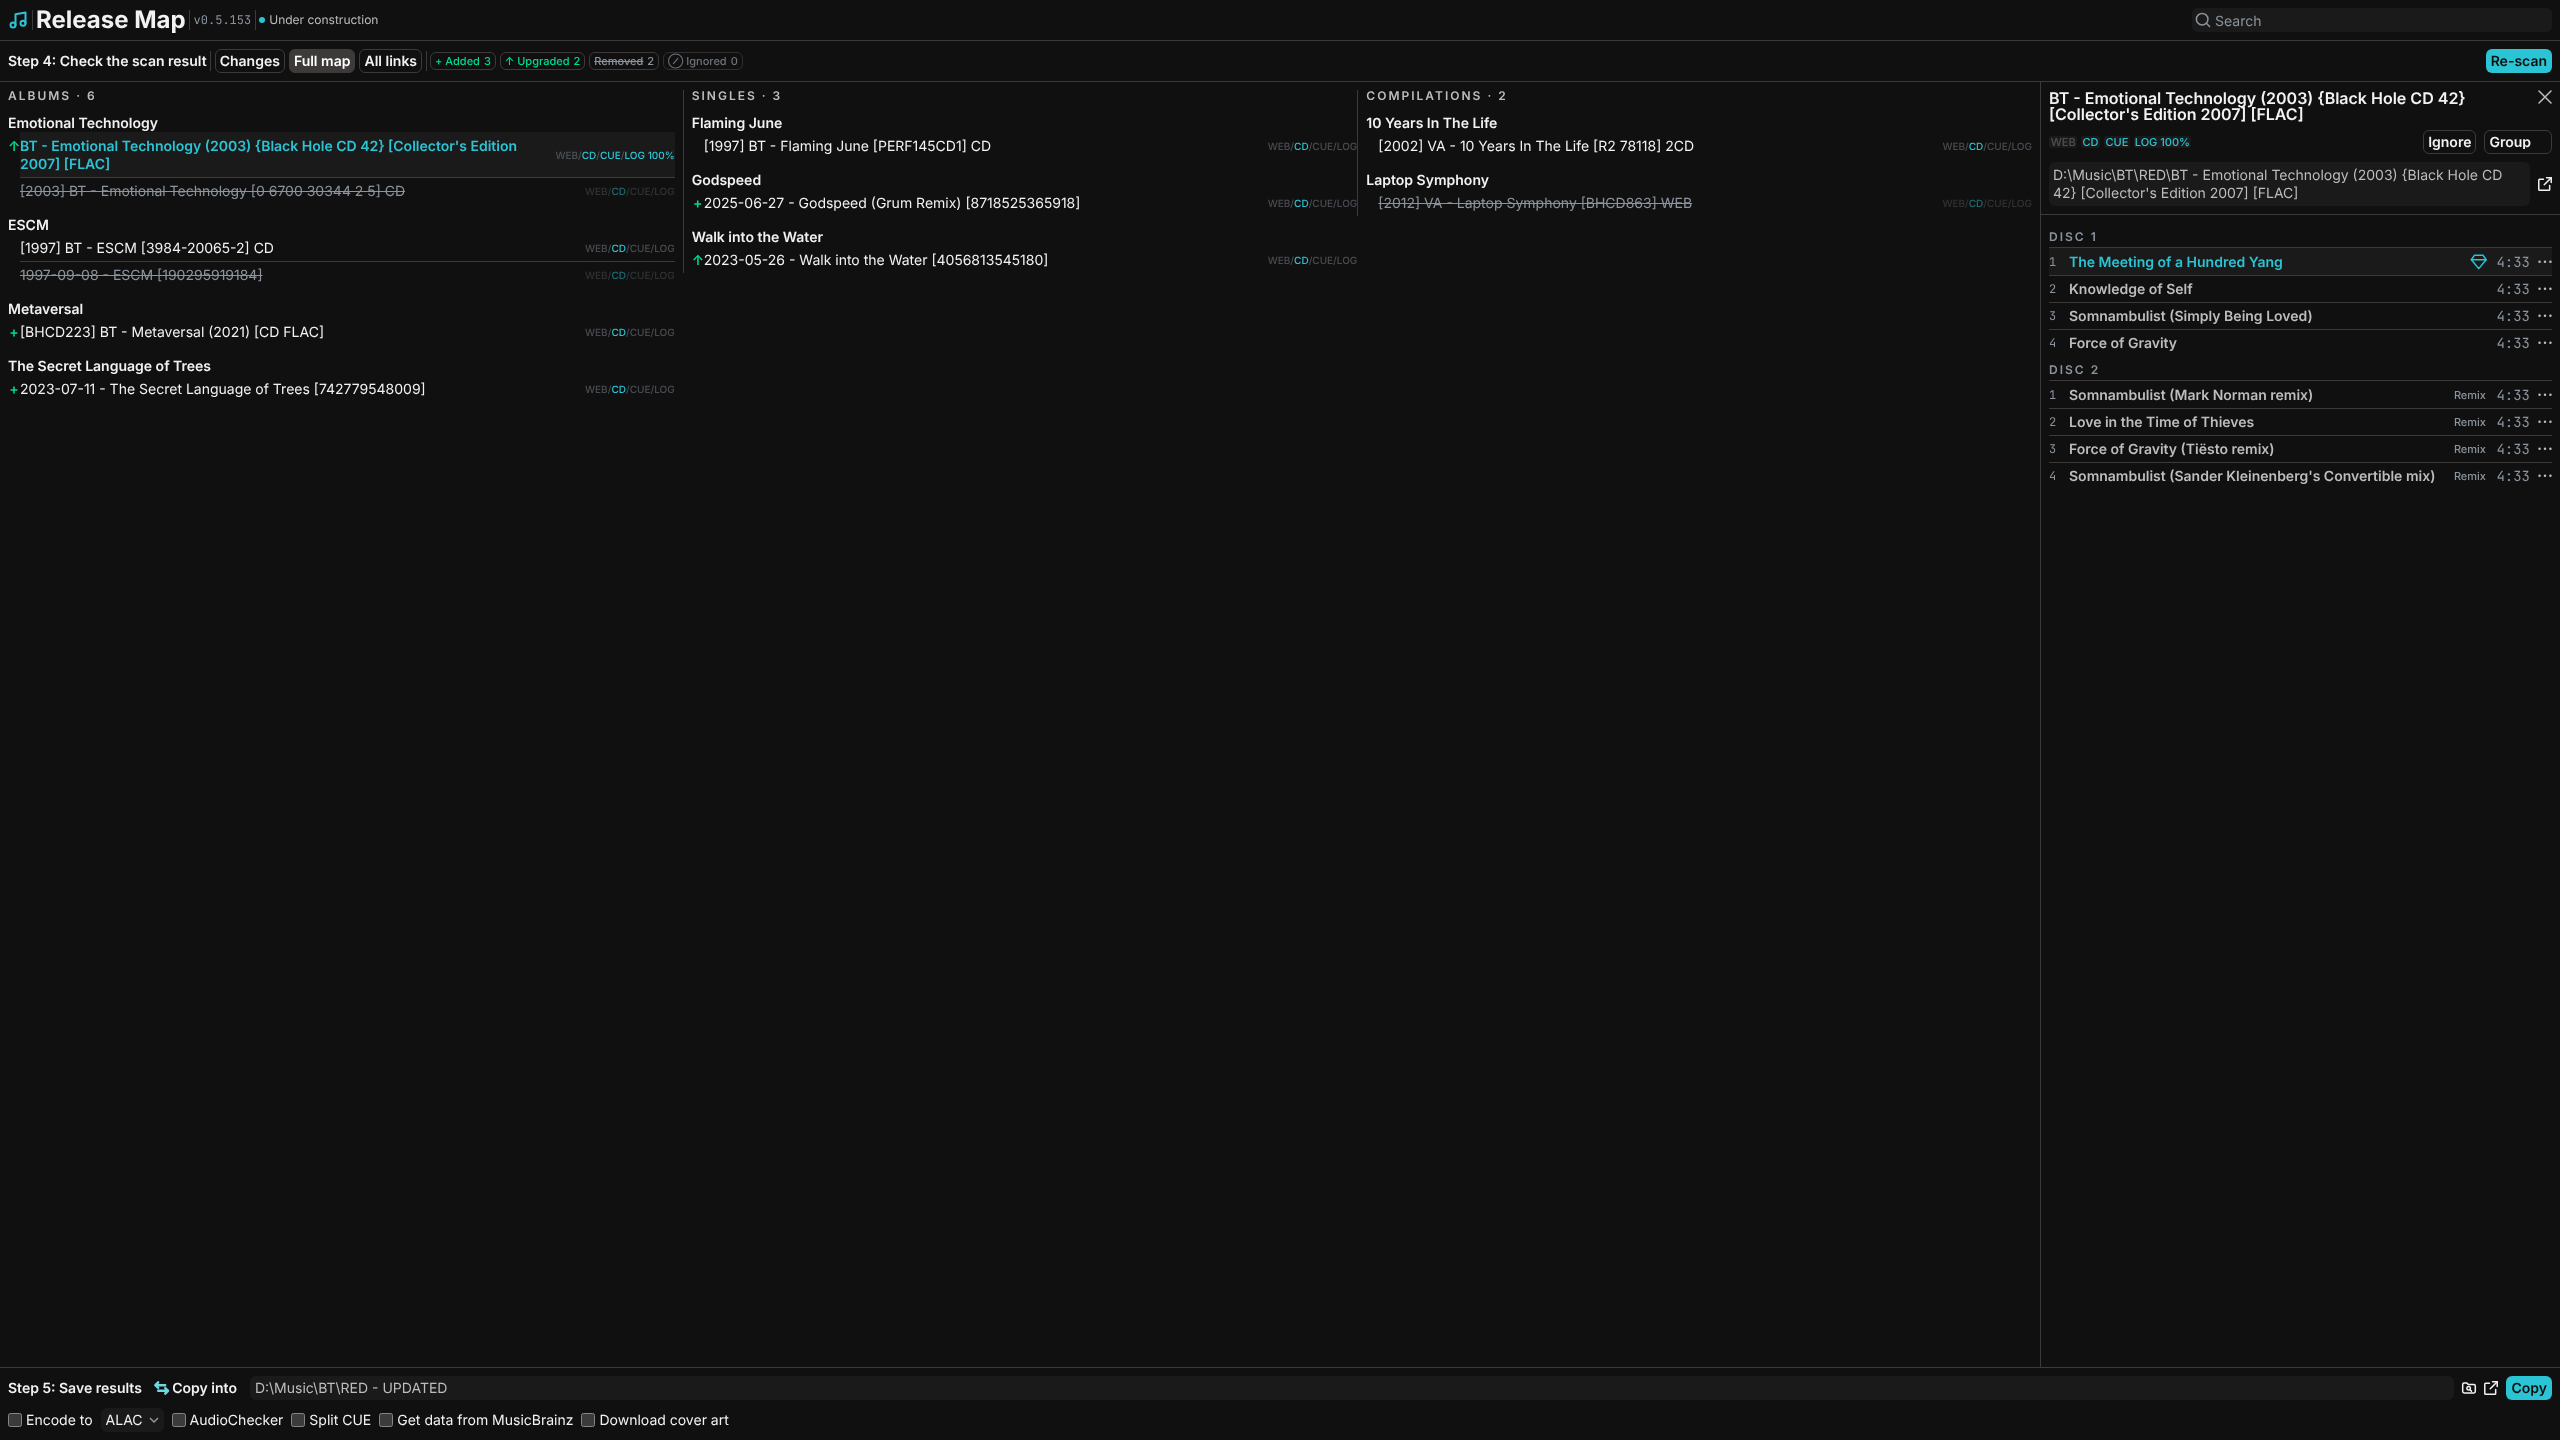 Release Map v0.5.153 Under construction Search
Step 4: Check the scan result Changes Full map All links + Added 3 ↑ Upgraded 2 Removed 2 Ignored 0 Re-scan
ALBUMS · 6
Emotional Technology
↑BT - Emotional Technology (2003) {Black Hole CD 42} [Collector's Edition
2007] [FLAC] WEB/CD/CUE/LOG 100%
[2003] BT - Emotional Technology [0 6700 30344 2 5] CD WEB/CD/CUE/LOG
ESCM
[1997] BT - ESCM [3984-20065-2] CD WEB/CD/CUE/LOG
1997-09-08 - ESCM [190295919184] WEB/CD/CUE/LOG
Metaversal
+[BHCD223] BT - Metaversal (2021) [CD FLAC] WEB/CD/CUE/LOG
The Secret Language of Trees
+2023-07-11 - The Secret Language of Trees [742779548009] WEB/CD/CUE/LOG
SINGLES · 3
Flaming June
[1997] BT - Flaming June [PERF145CD1] CD WEB/CD/CUE/LOG
Godspeed
+2025-06-27 - Godspeed (Grum Remix) [8718525365918] WEB/CD/CUE/LOG
Walk into the Water
↑2023-05-26 - Walk into the Water [4056813545180] WEB/CD/CUE/LOG
COMPILATIONS · 2
10 Years In The Life
[2002] VA - 10 Years In The Life [R2 78118] 2CD WEB/CD/CUE/LOG
Laptop Symphony
[2012] VA - Laptop Symphony [BHCD863] WEB WEB/CD/CUE/LOG
BT - Emotional Technology (2003) {Black Hole CD 42}
[Collector's Edition 2007] [FLAC]
WEB CD CUE LOG 100% Ignore Group
D:\Music\BT\RED\BT - Emotional Technology (2003) {Black Hole CD
42} [Collector's Edition 2007] [FLAC]
DISC 1
1 The Meeting of a Hundred Yang 4:33
2 Knowledge of Self 4:33
3 Somnambulist (Simply Being Loved) 4:33
4 Force of Gravity 4:33
DISC 2
1 Somnambulist (Mark Norman remix) Remix 4:33
2 Love in the Time of Thieves Remix 4:33
3 Force of Gravity (Tiësto remix) Remix 4:33
4 Somnambulist (Sander Kleinenberg's Convertible mix) Remix 4:33
Step 5: Save results Copy into D:\Music\BT\RED - UPDATED Copy
Encode to ALAC AudioChecker Split CUE Get data from MusicBrainz Download cover art